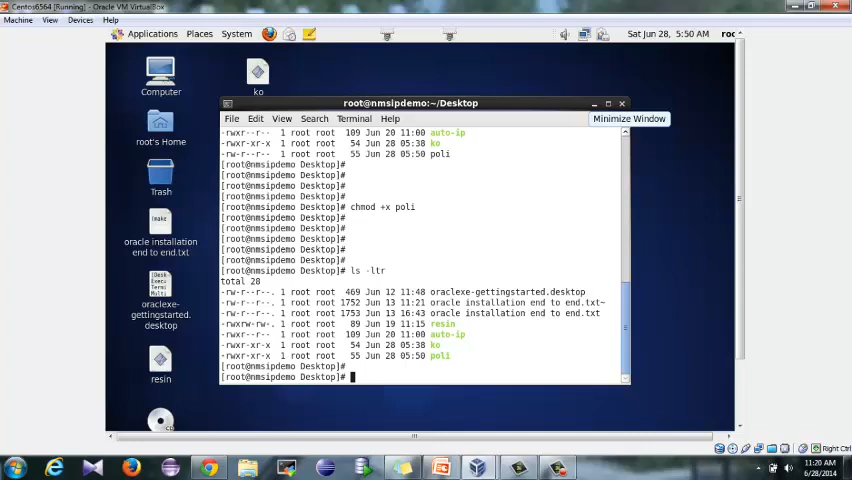 Centos6564 [Running] - Oracle VM VirtualBox
Machine View Devices Help
Applications Places System Sat Jun 28, 5:50 AM roo
Computer
ko
root's Home
Trash
oracle installation
end to end.txt
oraclexe-
gettingstarted.
desktop
resin
root@nmsipdemo:~/Desktop
File Edit View Search Terminal Help
Minimize Window
-rwxr--r-- 1 root root 109 Jun 20 11:00 auto-ip
-rwxr-xr-x 1 root root 54 Jun 28 05:38 ko
-rw-r--r-- 1 root root 55 Jun 28 05:50 poli
[root@nmsipdemo Desktop]#
[root@nmsipdemo Desktop]#
[root@nmsipdemo Desktop]#
[root@nmsipdemo Desktop]#
[root@nmsipdemo Desktop]# chmod +x poli
[root@nmsipdemo Desktop]#
[root@nmsipdemo Desktop]#
[root@nmsipdemo Desktop]#
[root@nmsipdemo Desktop]#
[root@nmsipdemo Desktop]#
[root@nmsipdemo Desktop]# ls -ltr
total 28
-rw-r--r--. 1 root root 469 Jun 12 11:48 oraclexe-gettingstarted.desktop
-rw-r--r--. 1 root root 1752 Jun 13 11:21 oracle installation end to end.txt~
-rw-r--r--. 1 root root 1753 Jun 13 16:43 oracle installation end to end.txt
-rwxrw-rw-. 1 root root 89 Jun 19 11:15 resin
-rwxr--r-- 1 root root 109 Jun 20 11:00 auto-ip
-rwxr-xr-x 1 root root 54 Jun 28 05:38 ko
-rwxr-xr-x 1 root root 55 Jun 28 05:50 poli
[root@nmsipdemo Desktop]#
[root@nmsipdemo Desktop]#
Right Ctrl
11:20 AM
6/28/2014